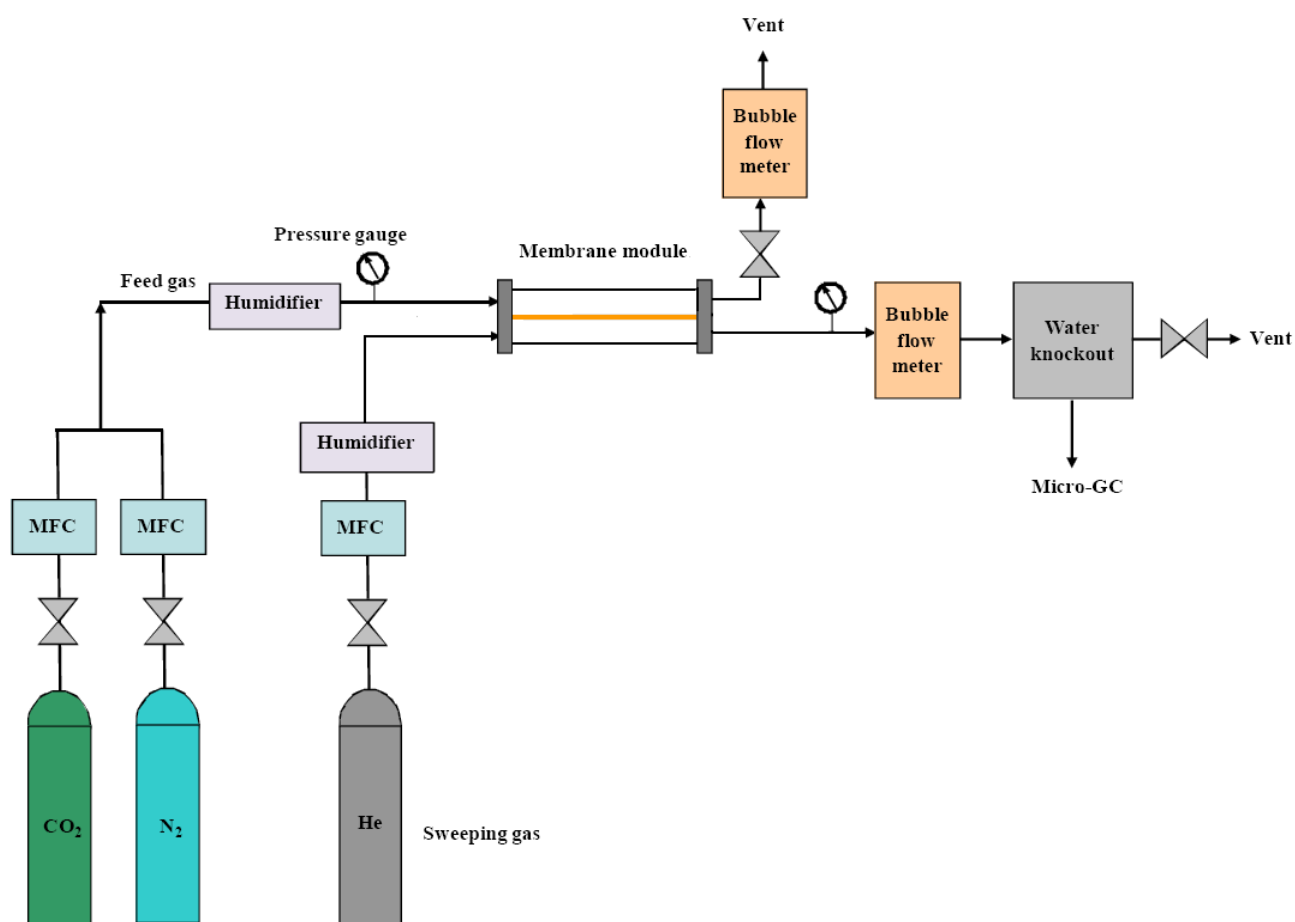 Vent
Bubble
flow
meter
Pressure gauge
Membrane module
Feed gas
Humidifier
Bubble
flow
meter
Water
knockout
Vent
Humidifier
Micro-GC
MFC
MFC
MFC
CO₂
N₂
He
Sweeping gas